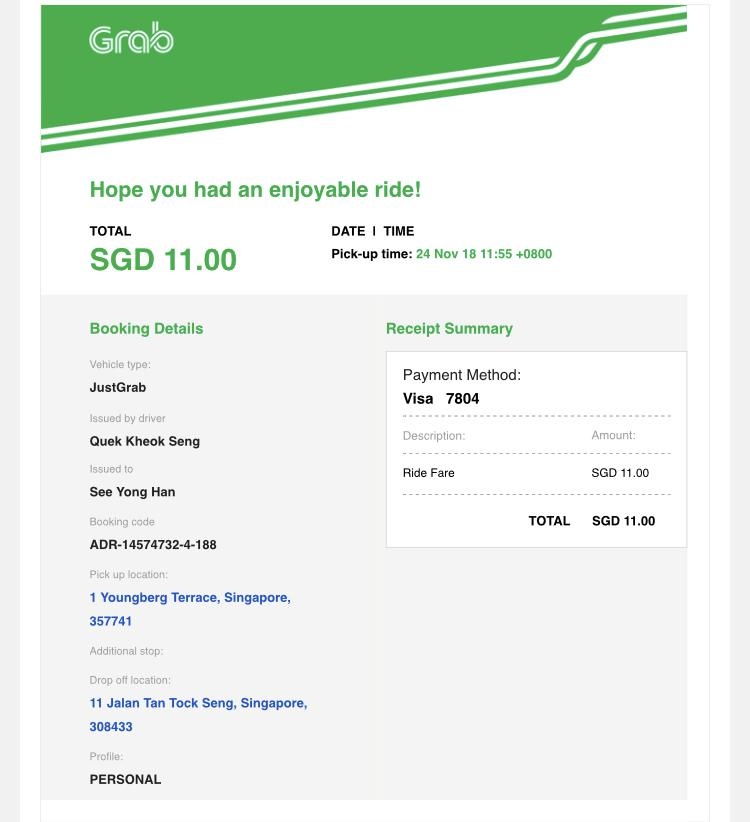 Grab
Hope you had an enjoyable ride!
TOTAL
SGD 11.00
DATE | TIME
Pick-up time: 24 Nov 18 11:55 +0800
Booking Details
Vehicle type:
JustGrab
Issued by driver
Quek Kheok Seng
Issued to
See Yong Han
Booking code
ADR-14574732-4-188
Pick up location:
1 Youngberg Terrace, Singapore,
357741
Additional stop:
Drop off location:
11 Jalan Tan Tock Seng, Singapore,
308433
Profile:
PERSONAL
Receipt Summary
Payment Method:
Visa 7804
Description: Amount:
Ride Fare SGD 11.00
TOTAL SGD 11.00